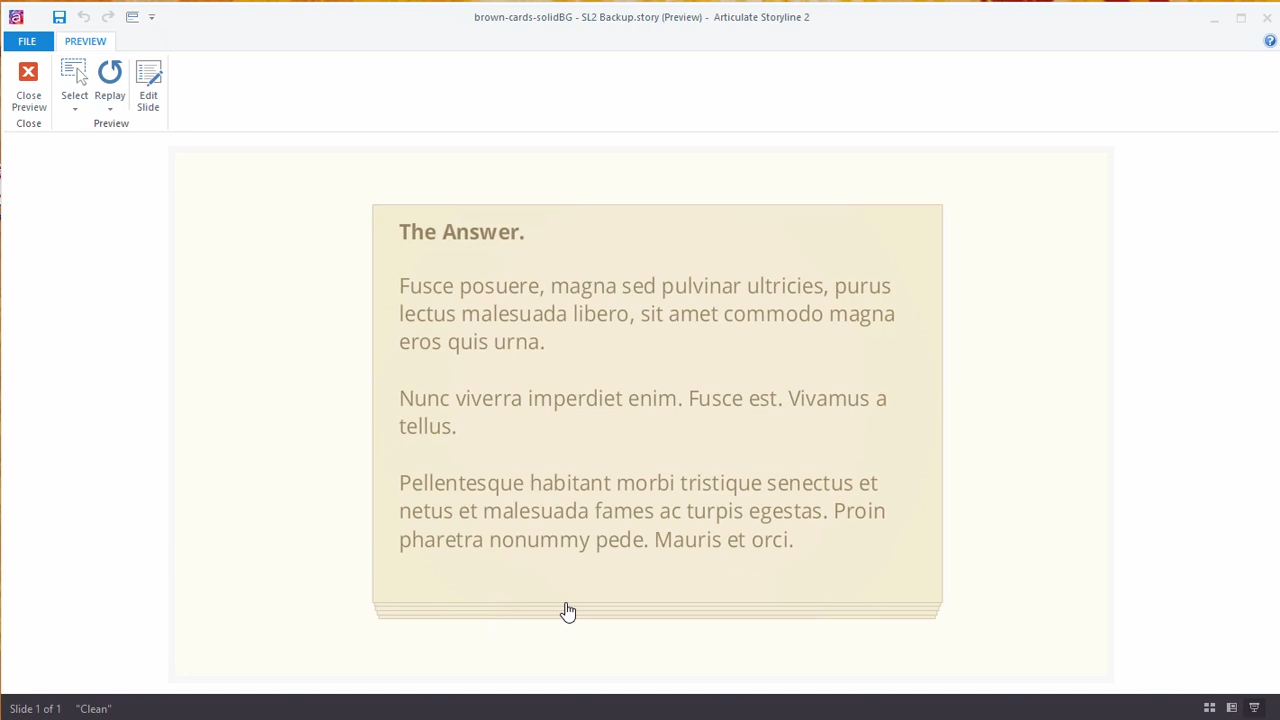 brown-cards-solidBG - SL2 Backup.story (Preview) - Articulate Storyline 2
FILE PREVIEW
Close Preview
Select
Replay
Edit Slide
Close
Preview
The Answer.
Fusce posuere, magna sed pulvinar ultricies, purus
lectus malesuada libero, sit amet commodo magna
eros quis urna.
Nunc viverra imperdiet enim. Fusce est. Vivamus a
tellus.
Pellentesque habitant morbi tristique senectus et
netus et malesuada fames ac turpis egestas. Proin
pharetra nonummy pede. Mauris et orci.
Slide 1 of 1 "Clean"